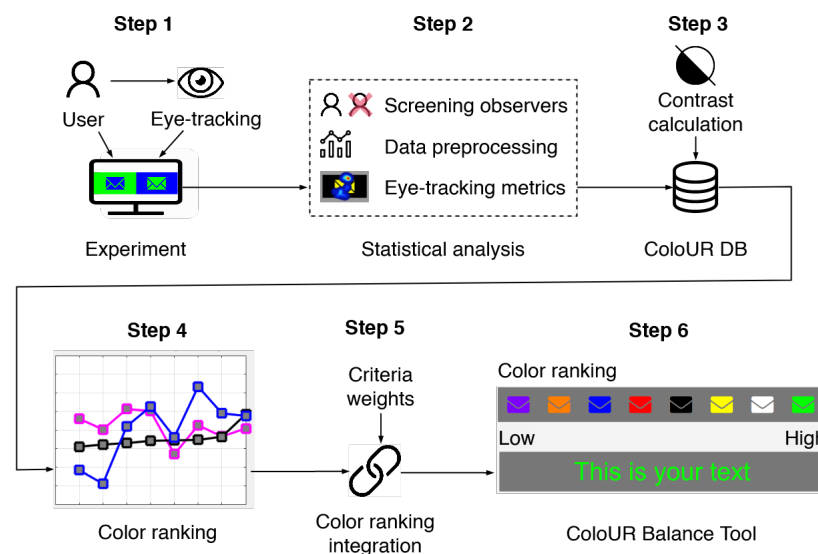 Step 1
Step 2
Step 3
User
Eye-tracking
Experiment
Screening observers
Data preprocessing
Eye-tracking metrics
Statistical analysis
Contrast
calculation
ColoUR DB
Step 4
Step 5
Step 6
Color ranking
Criteria
weights
Color ranking
integration
Color ranking
Low
High
This is your text
ColoUR Balance Tool